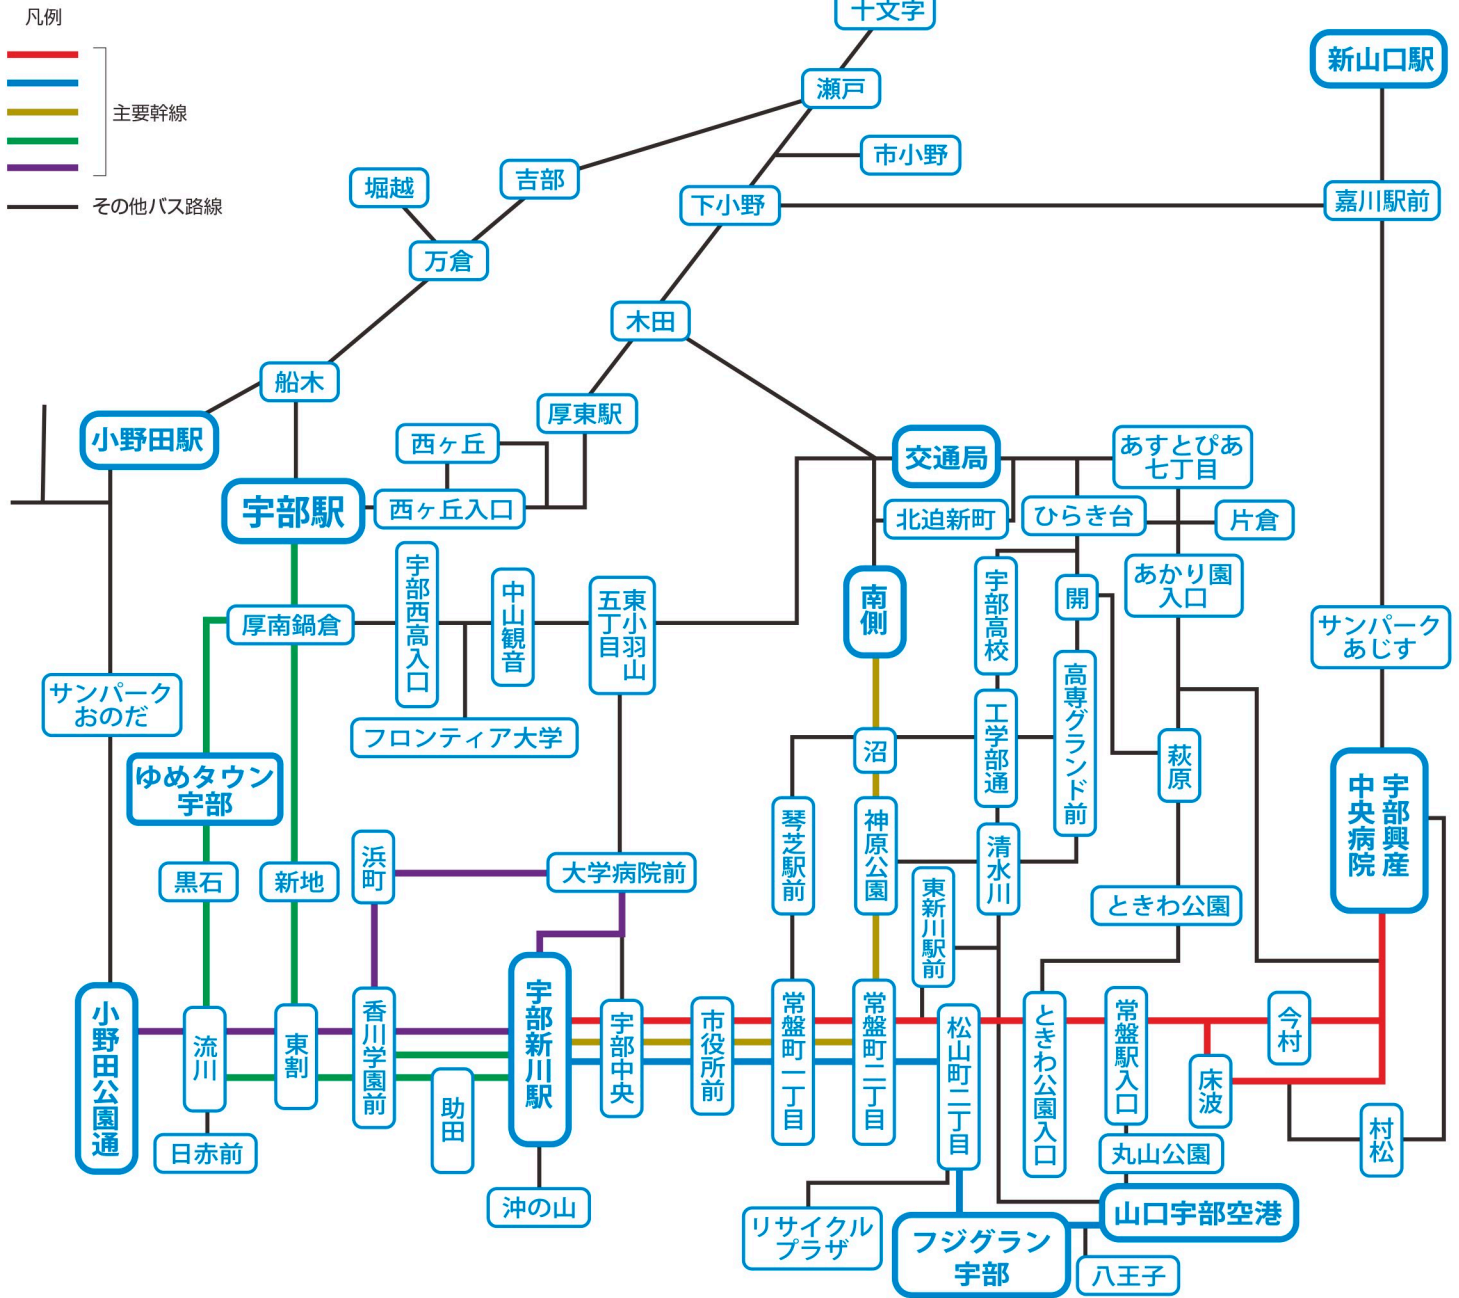 凡例
主要幹線
その他バス路線
十文字
新山口駅
瀬戸
市小野
吉部
堀越
下小野
嘉川駅前
万倉
木田
船木
厚東駅
小野田駅
西ヶ丘
交通局
あすとぴあ
七丁目
宇部駅
西ヶ丘入口
北迫新町
ひらき台
片倉
宇部西高入口
中山観音
東小羽山
五丁目
南側
宇部高校
開
あかり園
入口
厚南鍋倉
サンパーク
あじす
高専グランド前
サンパーク
おのだ
フロンティア大学
沼
工学部通
萩原
ゆめタウン
宇部
宇部興産
中央病院
琴芝駅前
神原公園
清水川
浜町
大学病院前
黒石
新地
東新川駅前
ときわ公園
小野田公園通
流川
東割
香川学園前
助田
宇部新川駅
宇部中央
市役所前
常盤町一丁目
常盤町二丁目
松山町二丁目
ときわ公園入口
常盤駅入口
床波
今村
村松
日赤前
丸山公園
沖の山
リサイクル
プラザ
フジグラン
宇部
山口宇部空港
八王子